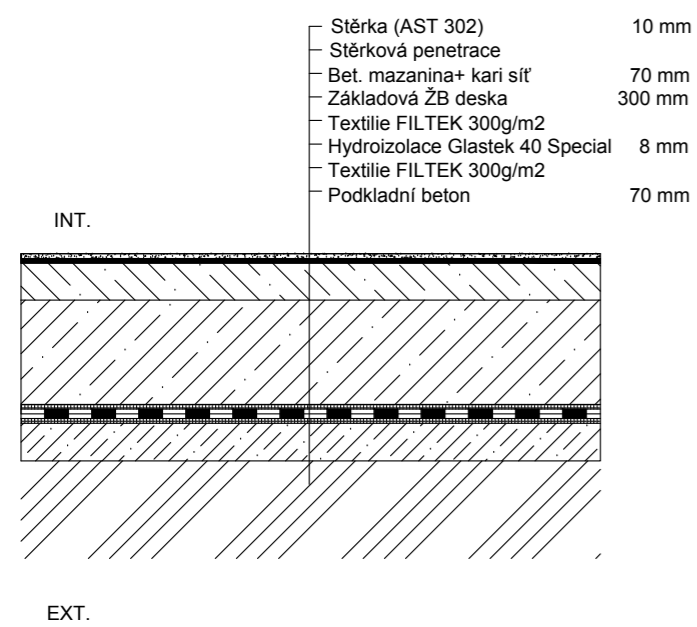 Stěrka (AST 302) 10 mm
Stěrková penetrace
Bet. mazanina+ kari síť 70 mm
Základová ŽB deska 300 mm
Textilie FILTEK 300g/m2
Hydroizolace Glastek 40 Special 8 mm
Textilie FILTEK 300g/m2
Podkladní beton 70 mm
INT.
EXT.